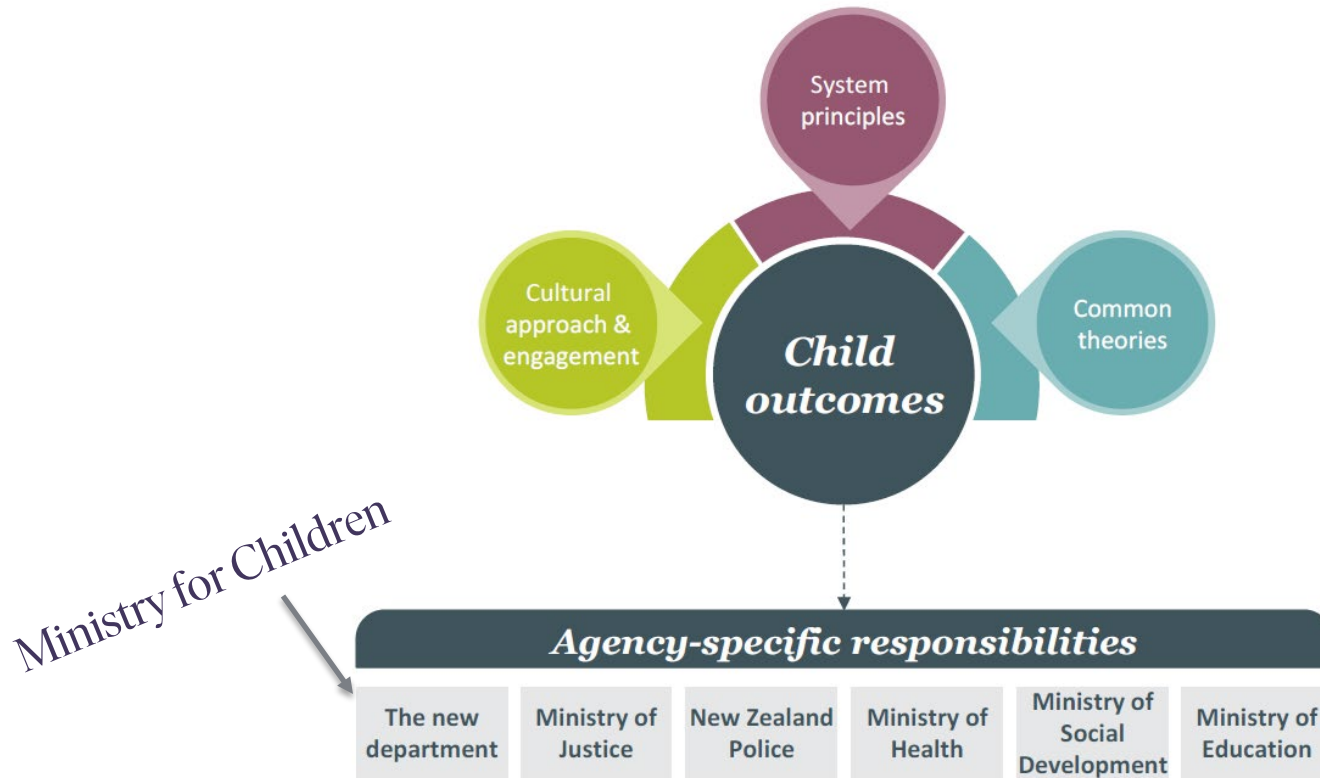 System
principles
Cultural
approach &
engagement
Common
theories
Child
outcomes
Ministry for Children
Agency-specific responsibilities
The new
department
Ministry of
Justice
New Zealand
Police
Ministry of
Health
Ministry of
Social
Development
Ministry of
Education